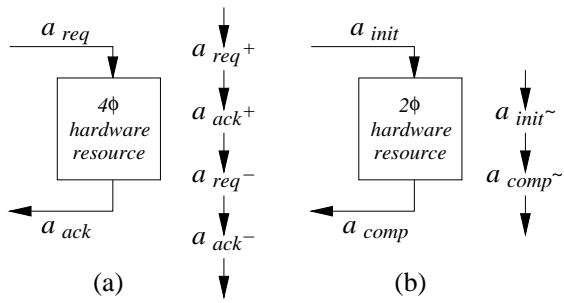 a req
4φ
hardware
resource
a ack
a req+
a ack+
a req−
a ack−
(a)
a init
2φ
hardware
resource
a comp
a init~
a comp~
(b)